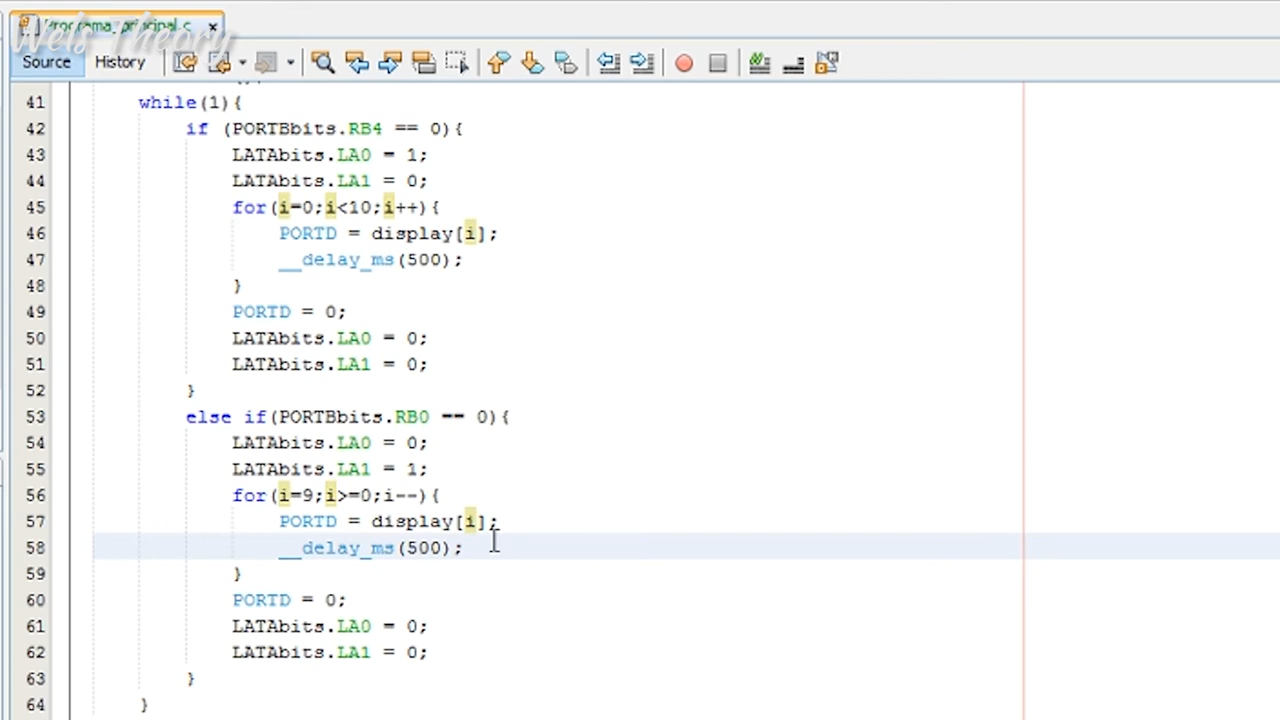 Programa_principal.c
Weis Theory
Source History
41 while(1){
42 if (PORTBbits.RB4 == 0){
43 LATAbits.LA0 = 1;
44 LATAbits.LA1 = 0;
45 for(i=0;i<10;i++){
46 PORTD = display[i];
47 __delay_ms(500);
48 }
49 PORTD = 0;
50 LATAbits.LA0 = 0;
51 LATAbits.LA1 = 0;
52 }
53 else if(PORTBbits.RB0 == 0){
54 LATAbits.LA0 = 0;
55 LATAbits.LA1 = 1;
56 for(i=9;i>=0;i--){
57 PORTD = display[i];
58 __delay_ms(500);
59 }
60 PORTD = 0;
61 LATAbits.LA0 = 0;
62 LATAbits.LA1 = 0;
63 }
64 }